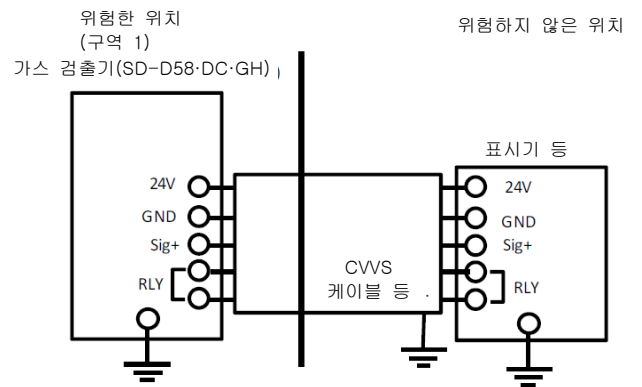 위험한 위치
(구역 1)
가스 검출기(SD-D58·DC·GH) )
위험하지 않은 위치
표시기 등
24V
GND
Sig+
RLY
CVVS
케이블 등 .
24V
GND
Sig+
RLY